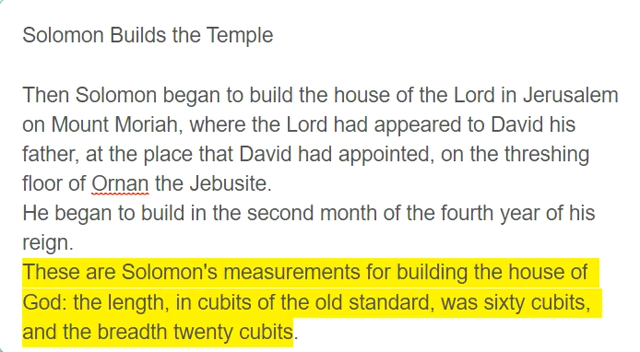 Solomon Builds the Temple
Then Solomon began to build the house of the Lord in Jerusalem
on Mount Moriah, where the Lord had appeared to David his
father, at the place that David had appointed, on the threshing
floor of Ornan the Jebusite.
He began to build in the second month of the fourth year of his
reign.
These are Solomon's measurements for building the house of
God: the length, in cubits of the old standard, was sixty cubits,
and the breadth twenty cubits.